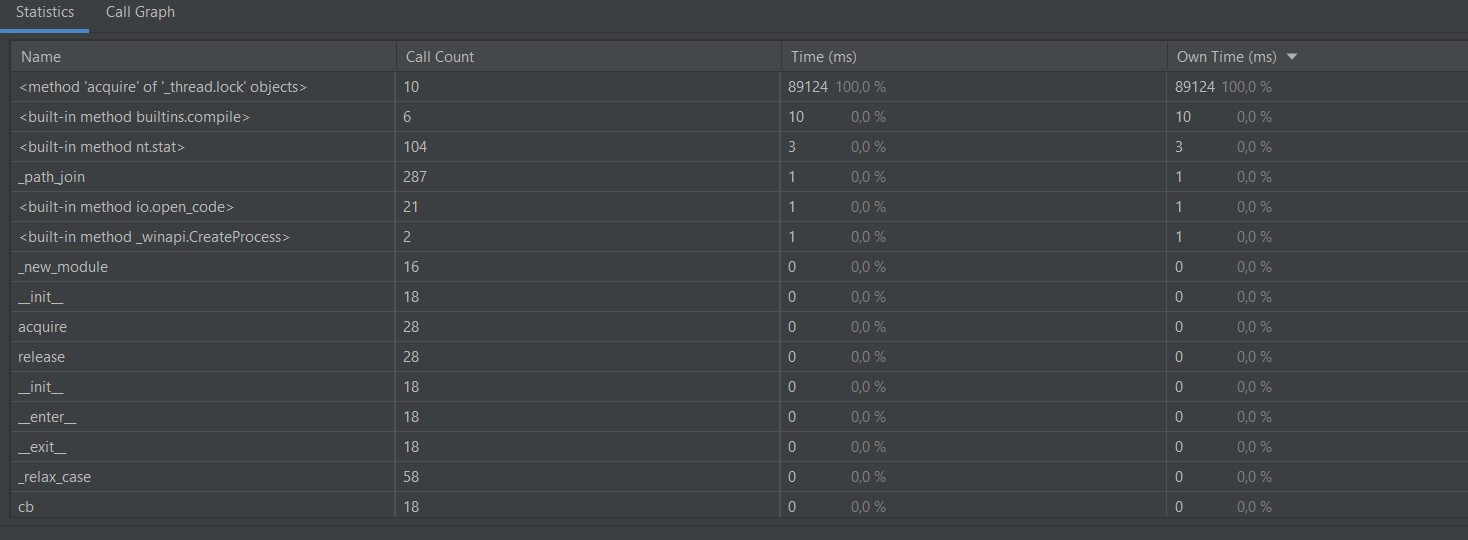 Statistics Call Graph
Name Call Count Time (ms) Own Time (ms)
<method 'acquire' of '_thread.lock' objects> 10 89124 100,0 % 89124 100,0 %
<built-in method builtins.compile> 6 10 0,0 % 10 0,0 %
<built-in method nt.stat> 104 3 0,0 % 3 0,0 %
_path_join 287 1 0,0 % 1 0,0 %
<built-in method io.open_code> 21 1 0,0 % 1 0,0 %
<built-in method _winapi.CreateProcess> 2 1 0,0 % 1 0,0 %
_new_module 16 0 0,0 % 0 0,0 %
__init__ 18 0 0,0 % 0 0,0 %
acquire 28 0 0,0 % 0 0,0 %
release 28 0 0,0 % 0 0,0 %
__init__ 18 0 0,0 % 0 0,0 %
__enter__ 18 0 0,0 % 0 0,0 %
__exit__ 18 0 0,0 % 0 0,0 %
_relax_case 58 0 0,0 % 0 0,0 %
cb 18 0 0,0 % 0 0,0 %